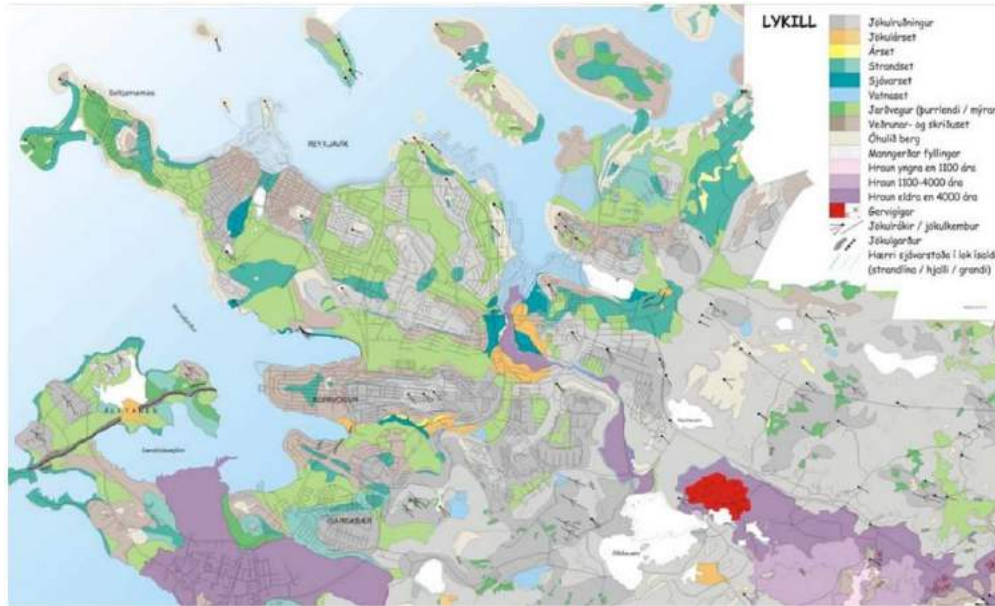 LYKILL
Jökulruðningur
Jökulárset
Árset
Strandset
Sjávarset
Vatnaset
Jarðvegur (þurrlendi / mýrar
Veðrunar- og skriðuset
Óhulið berg
Manngerðar fyllingar
Hraun yngra en 1100 ára
Hraun 1100-4000 ára
Hraun eldra en 4000 ára
Gervigígar
Jökulrákir / jökulkembur
Jökulgarður
Hærri sjávarstaða í lok ísald
(strandlína / hjalli / grandi)
Seltjarnarnes
REYKJAVÍK
ÁLFTANES
KÓPAVOGUR
GARÐABÆR